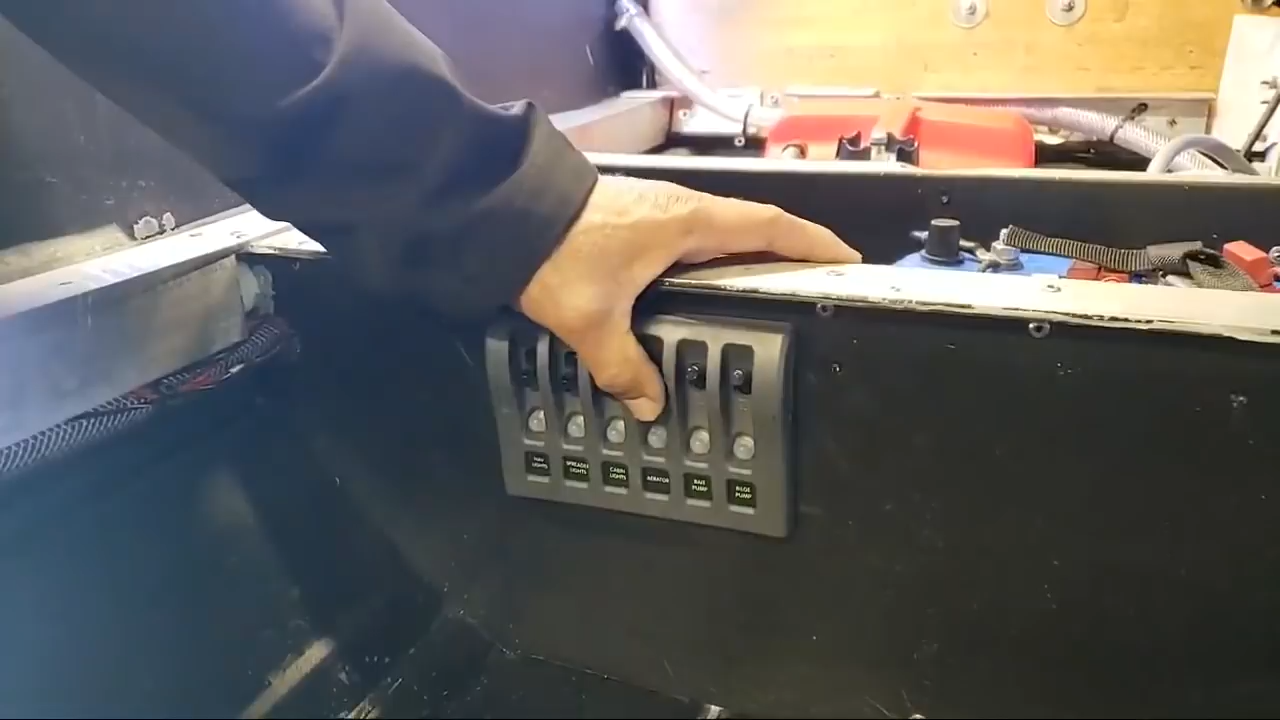 NAV
LIGHTS
SPREADER
LIGHTS
CABIN
LIGHTS
AERATOR
BAIT
PUMP
BILGE
PUMP